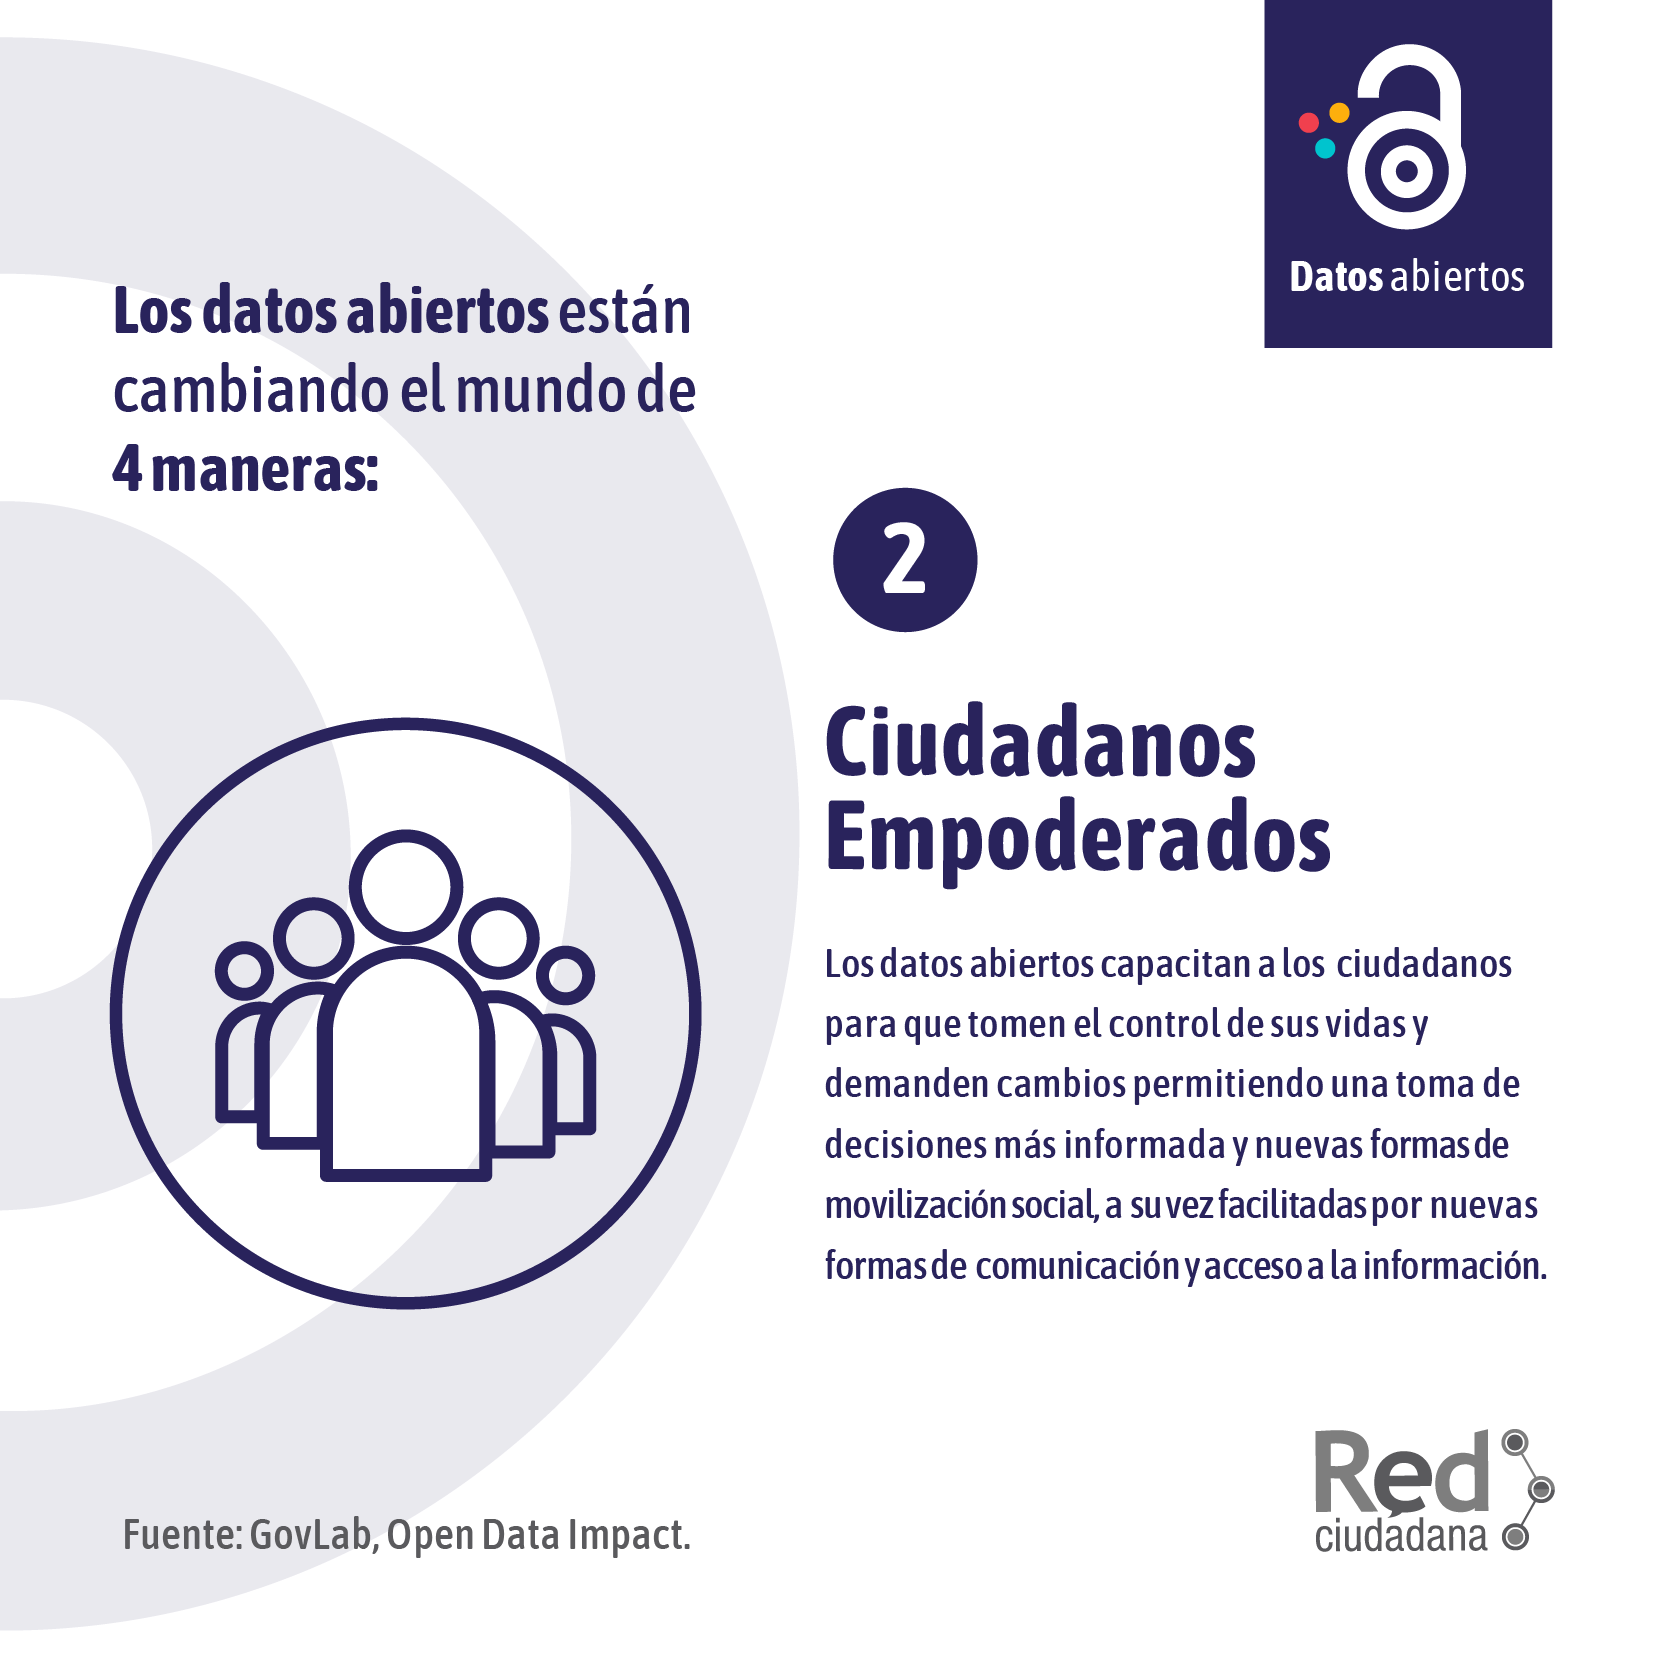 Datos abiertos
Los datos abiertos están
cambiando el mundo de
4 maneras:
2
Ciudadanos
Empoderados
Los datos abiertos capacitan a los ciudadanos
para que tomen el control de sus vidas y
demanden cambios permitiendo una toma de
decisiones más informada y nuevas formas de
movilización social, a su vez facilitadas por nuevas
formas de comunicación y acceso a la información.
Fuente: GovLab, Open Data Impact.
Red
ciudadana